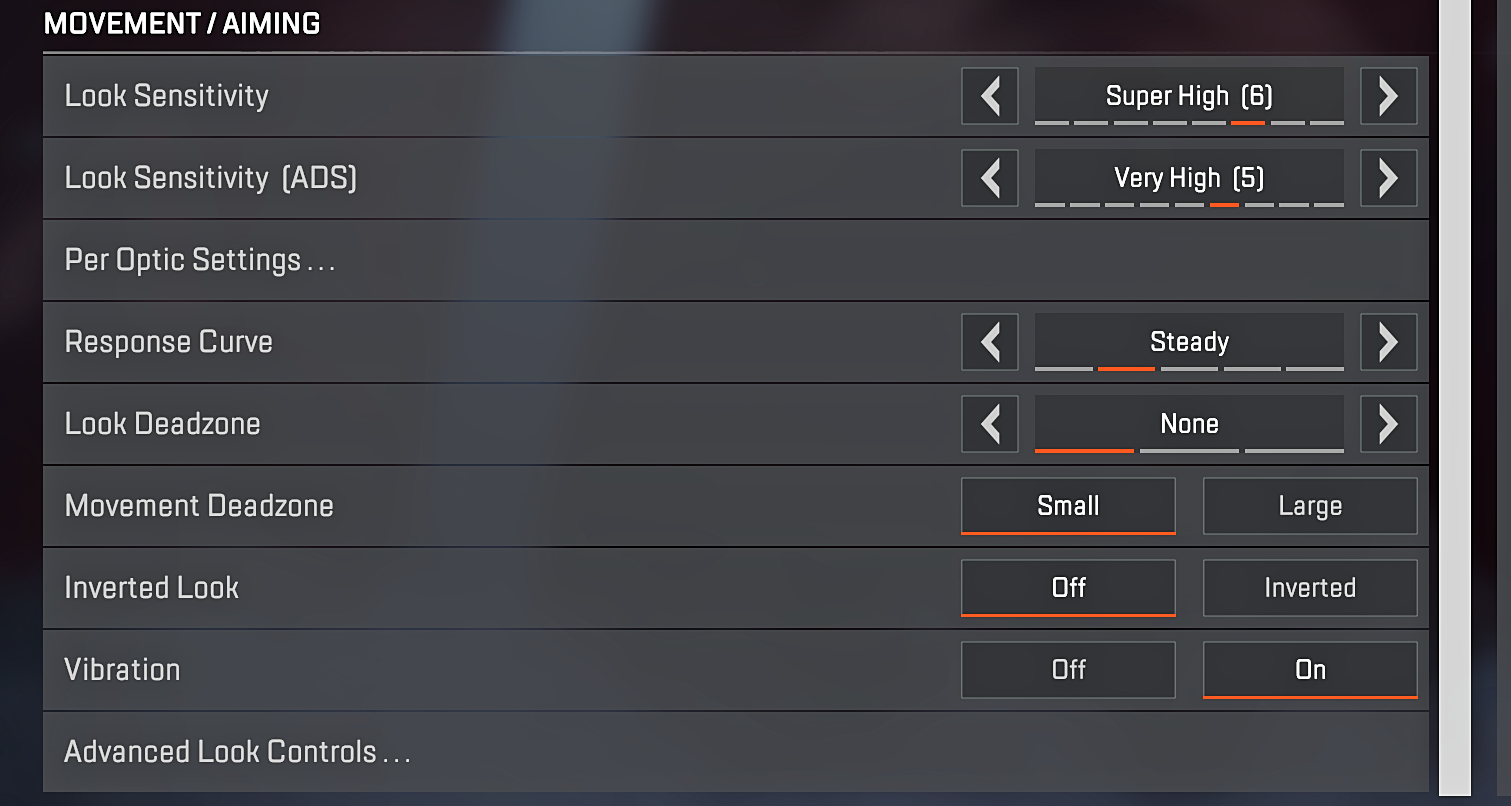 MOVEMENT / AIMING
Look Sensitivity Super High (6)
Look Sensitivity (ADS) Very High (5)
Per Optic Settings...
Response Curve Steady
Look Deadzone None
Movement Deadzone Small Large
Inverted Look Off Inverted
Vibration Off On
Advanced Look Controls...